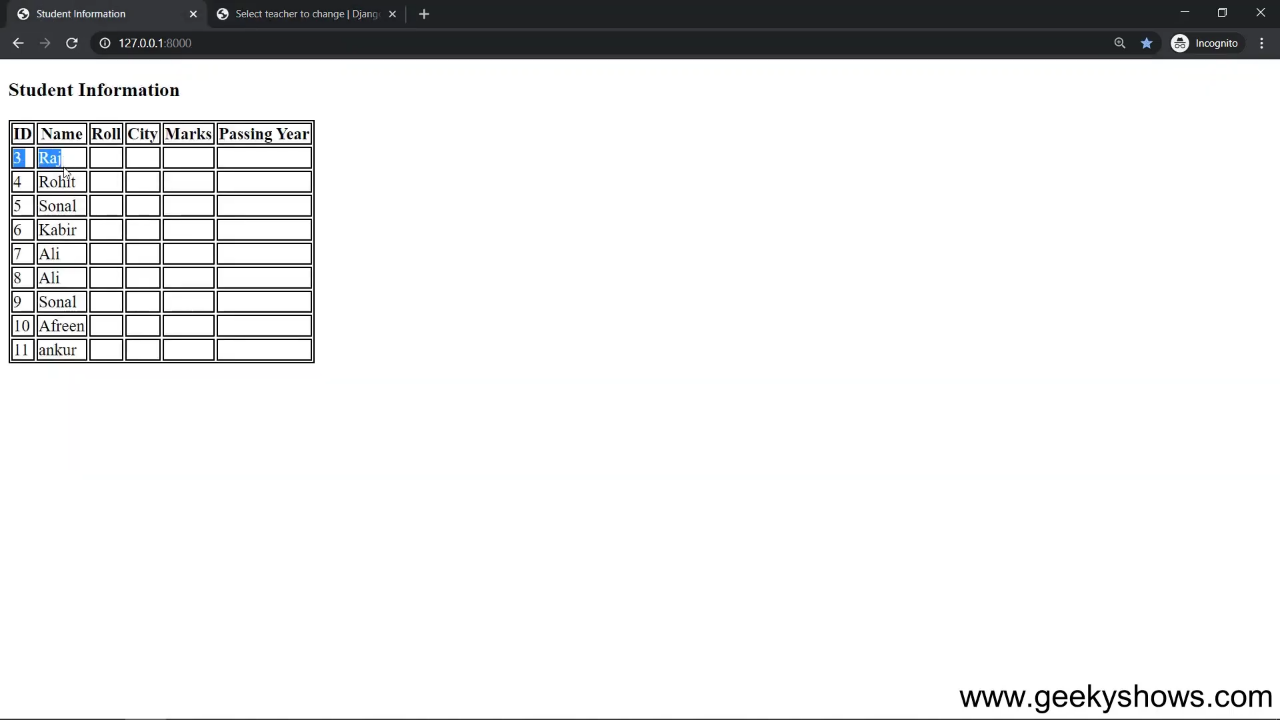 Student Information
Select teacher to change | Djang
127.0.0.1:8000
Incognito
Student Information
ID Name Roll City Marks Passing Year
3 Raj
4 Rohit
5 Sonal
6 Kabir
7 Ali
8 Ali
9 Sonal
10 Afreen
11 ankur
www.geekyshows.com